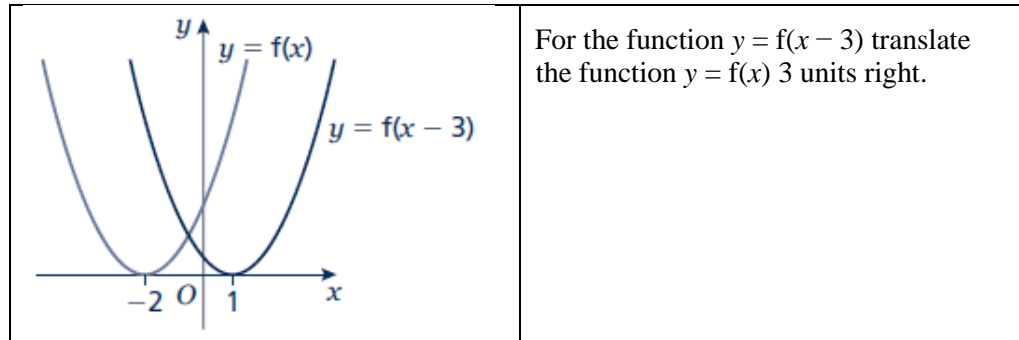 y
y = f(x)
y = f(x – 3)
–2 O 1 x
For the function y = f(x − 3) translate
the function y = f(x) 3 units right.